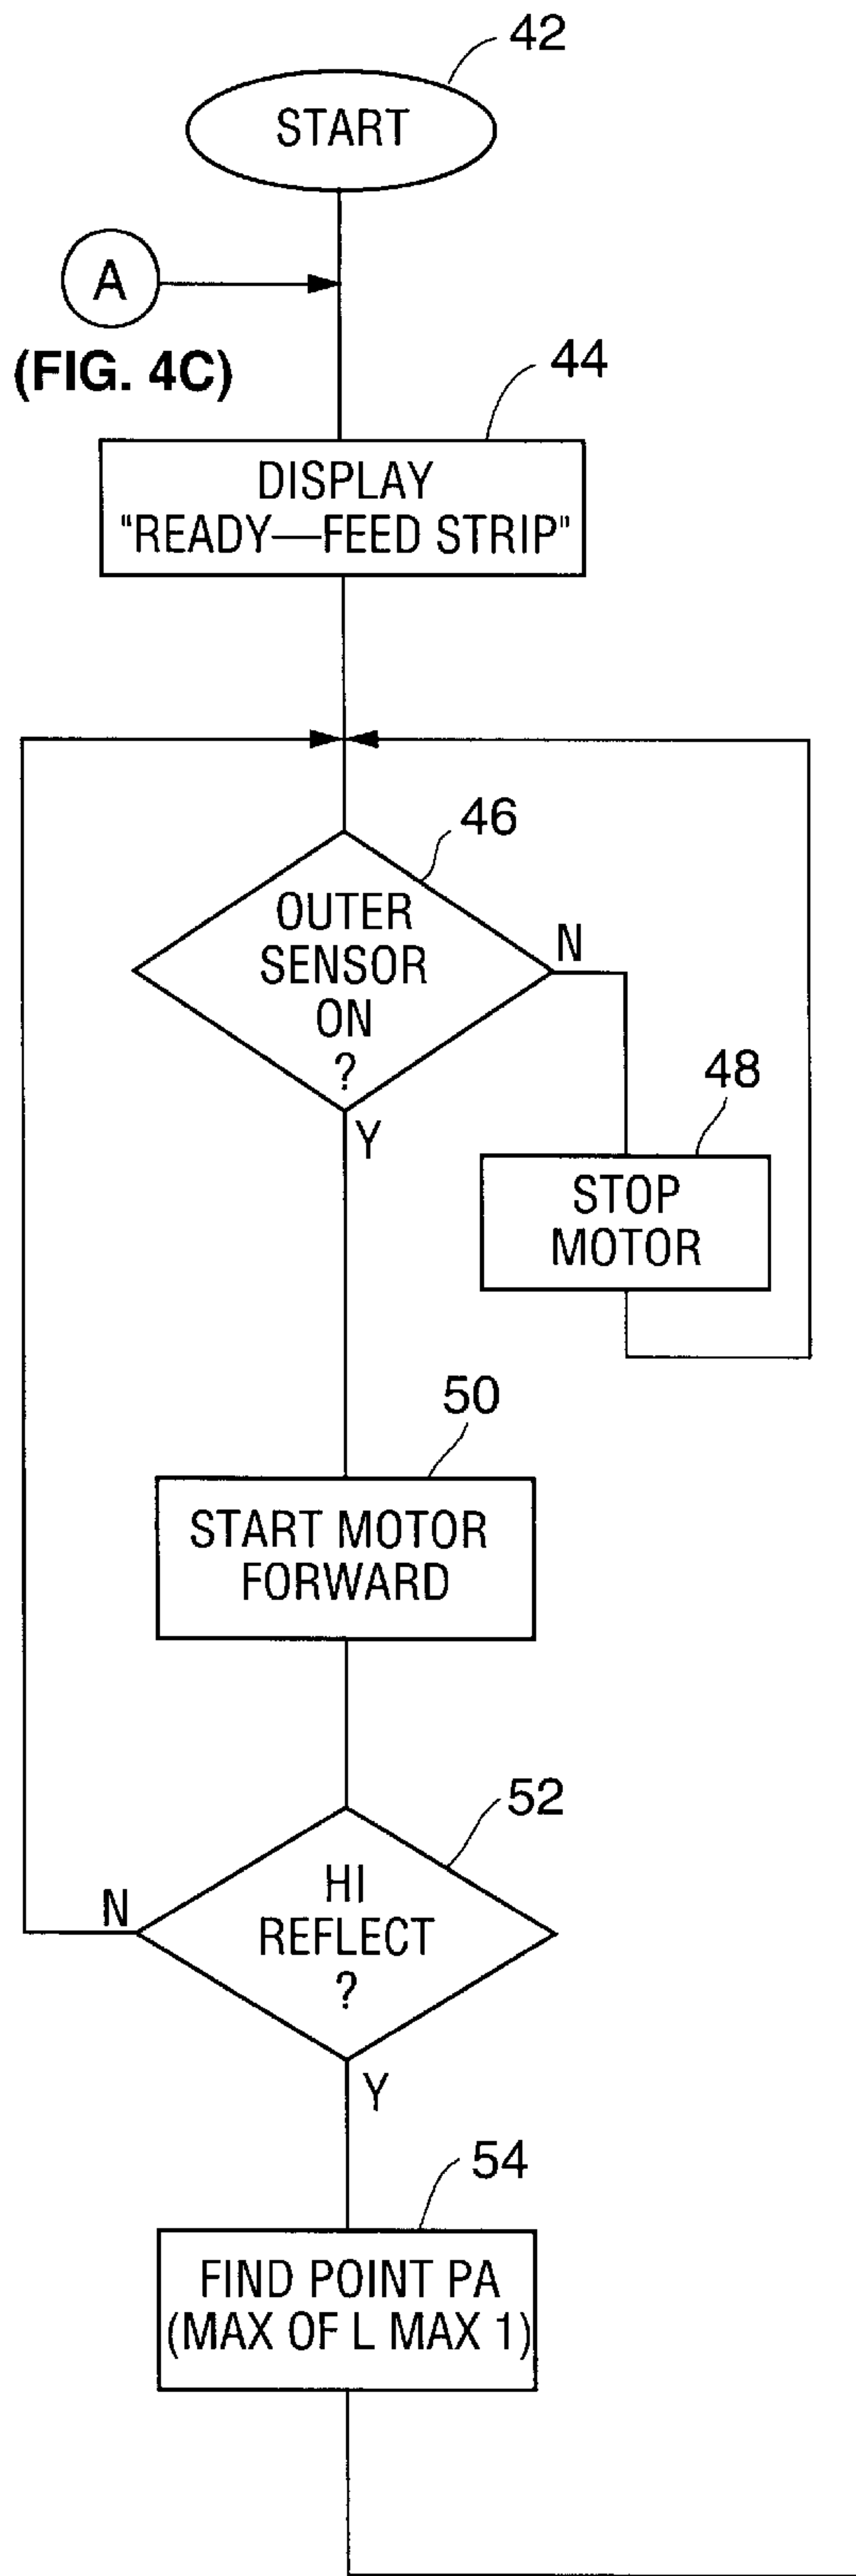 42
START
A
(FIG. 4C)
44
DISPLAY
"READY—FEED STRIP"
46
OUTER
SENSOR
ON
?
N
Y
48
STOP
MOTOR
50
START MOTOR
FORWARD
52
HI
REFLECT
?
N
Y
54
FIND POINT PA
(MAX OF L MAX 1)